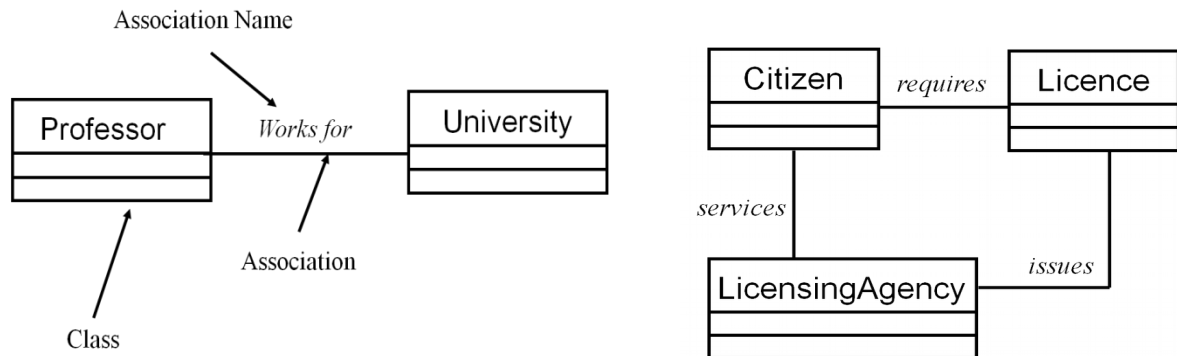 Association Name
Professor
Works for
University
Association
Class
Citizen
requires
Licence
services
issues
LicensingAgency